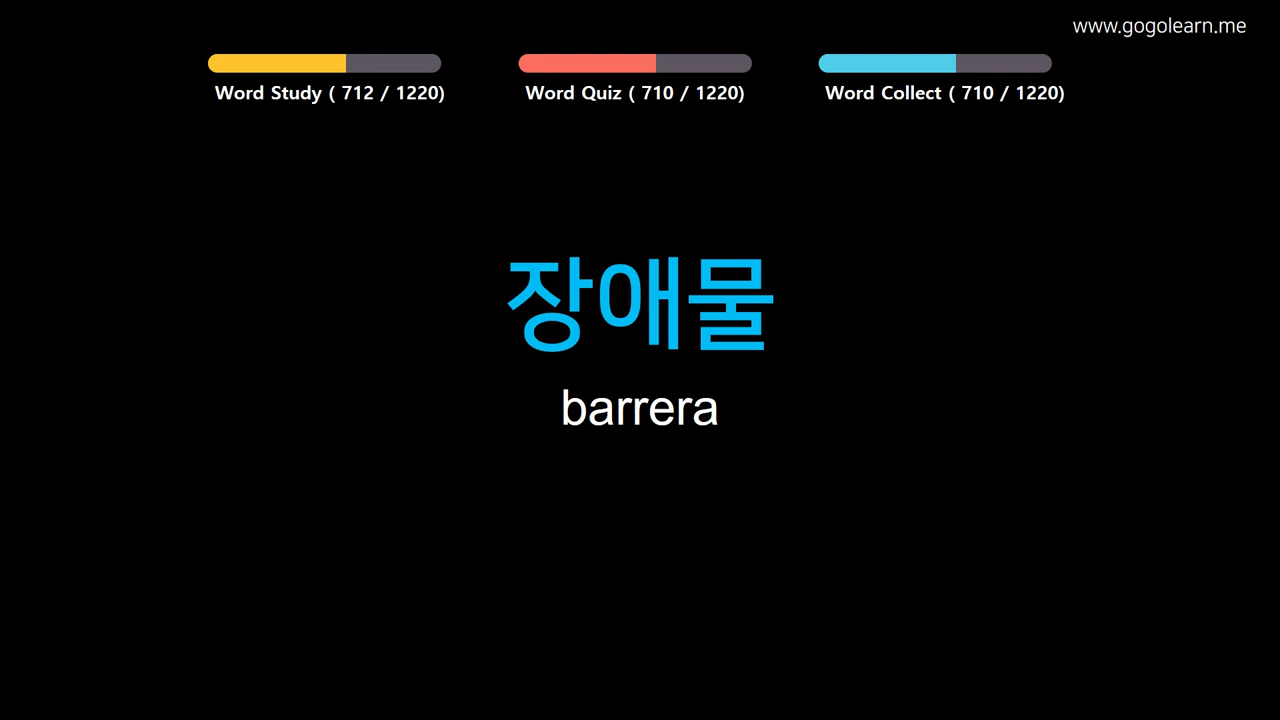 www.gogolearn.me
Word Study ( 712 / 1220)
Word Quiz ( 710 / 1220)
Word Collect ( 710 / 1220)
장애물
barrera